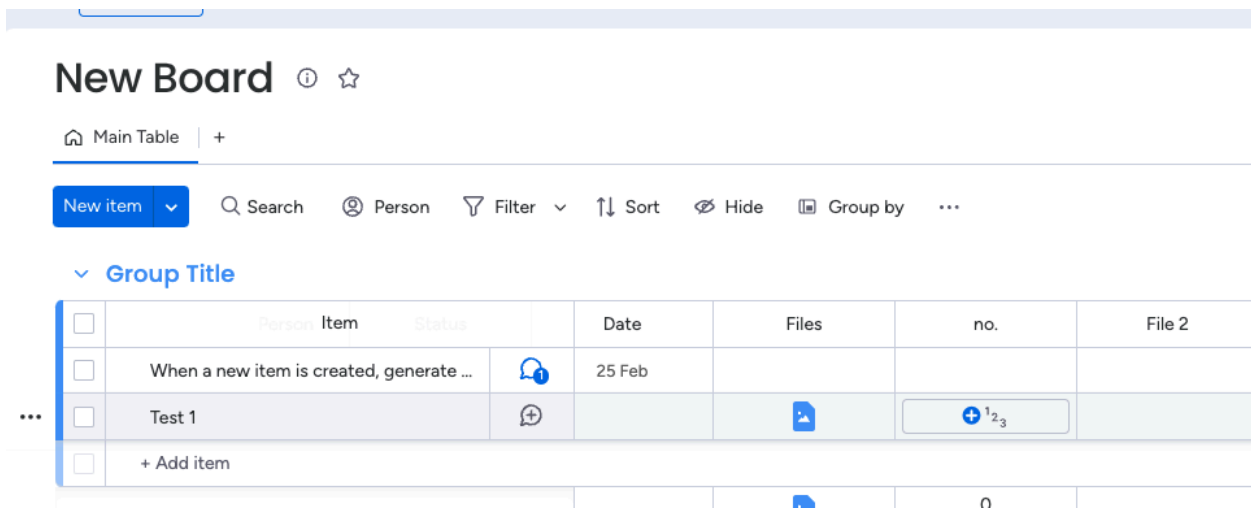 New Board
Main Table +
New item Search Person Filter Sort Hide Group by ...
Group Title
Person Item Status Date Files no. File 2
When a new item is created, generate ... 1 25 Feb
Test 1 123
+ Add item
0